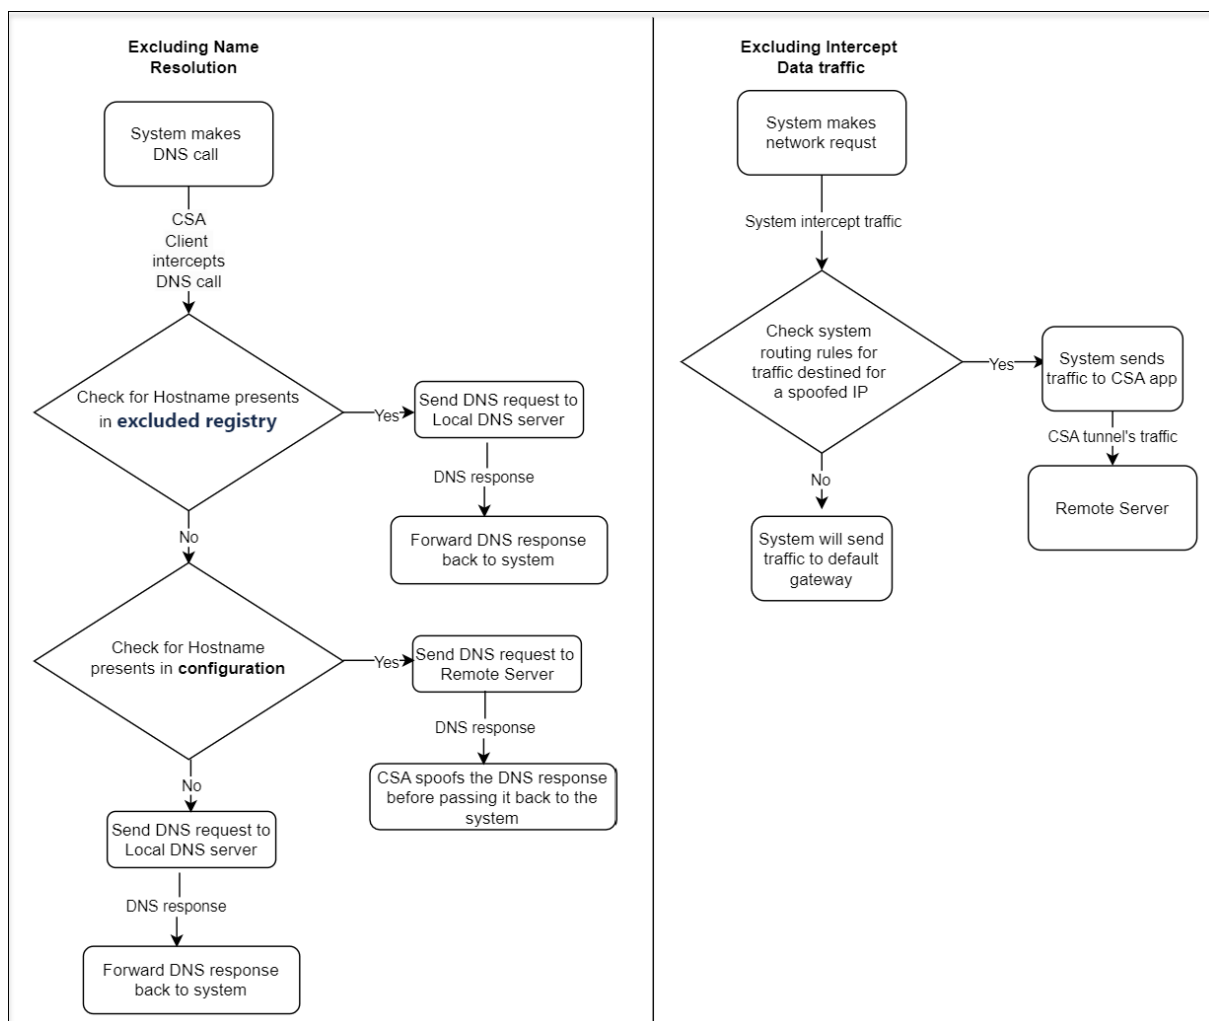 Excluding Name
Resolution
System makes
DNS call
CSA
Client
intercepts
DNS call
Check for Hostname presents
in excluded registry
Yes
Send DNS request to
Local DNS server
DNS response
Forward DNS response
back to system
No
Check for Hostname
presents in configuration
Yes
Send DNS request to
Remote Server
DNS response
CSA spoofs the DNS response
before passing it back to the
system
No
Send DNS request to
Local DNS server
DNS response
Forward DNS response
back to system
Excluding Intercept
Data traffic
System makes
network requst
System intercept traffic
Check system
routing rules for
traffic destined for
a spoofed IP
Yes
System sends
traffic to CSA app
CSA tunnel's traffic
Remote Server
No
System will send
traffic to default
gateway